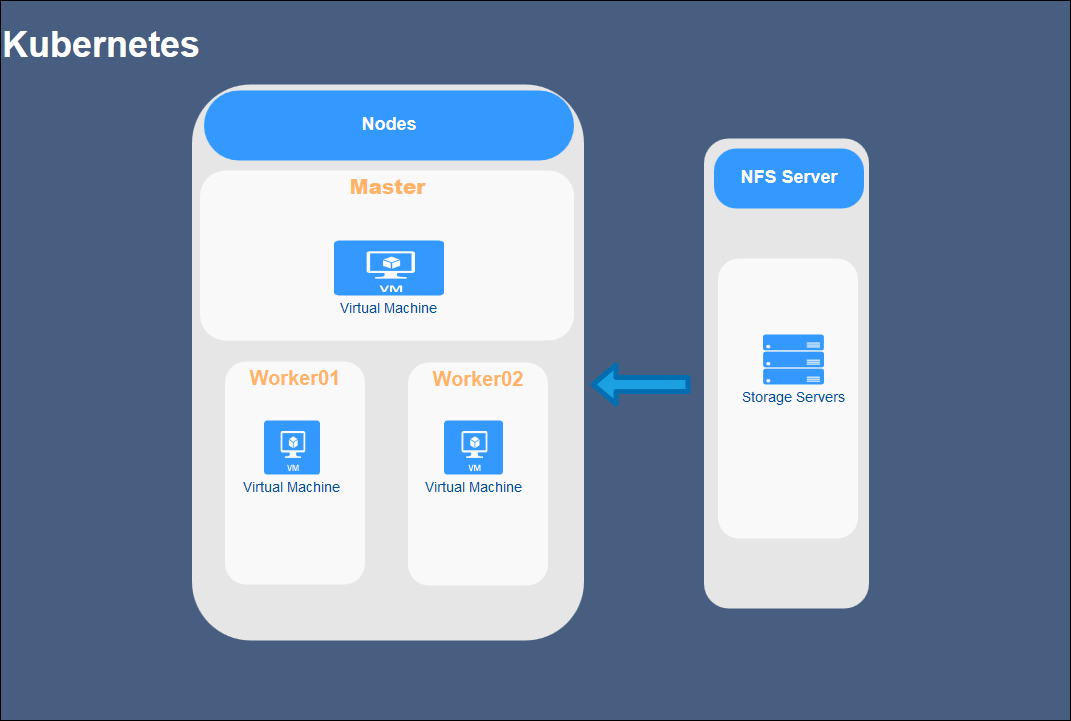 Kubernetes
Nodes
Master
VM
Virtual Machine
Worker01
VM
Virtual Machine
Worker02
VM
Virtual Machine
NFS Server
Storage Servers